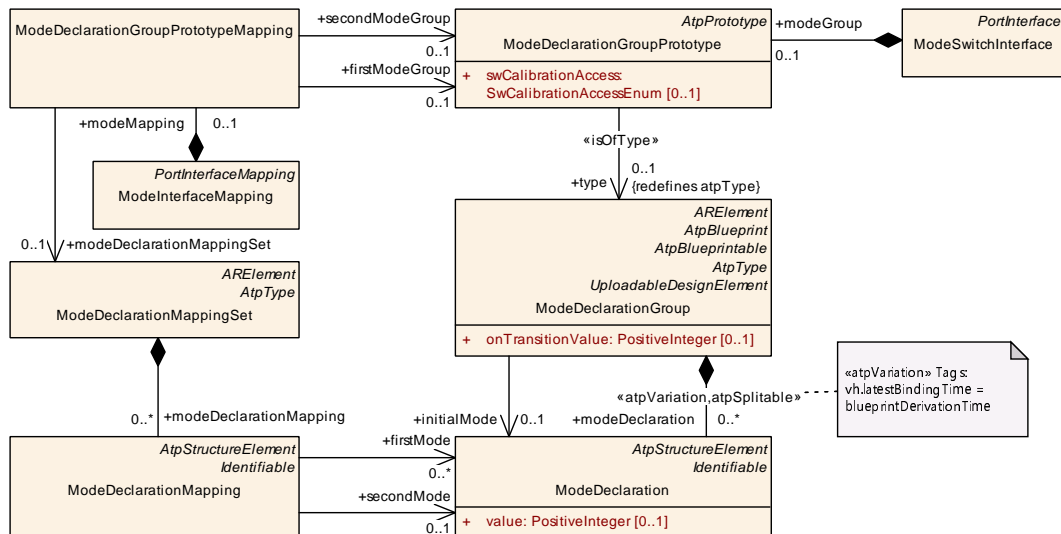 ModeDeclarationGroupPrototypeMapping
+secondModeGroup
0..1
+firstModeGroup
0..1
AtpPrototype
ModeDeclarationGroupPrototype
+ swCalibrationAccess:
SwCalibrationAccessEnum [0..1]
+modeGroup
0..1
PortInterface
ModeSwitchInterface
+modeMapping
0..1
PortInterfaceMapping
ModeInterfaceMapping
«isOfType»
0..1
+type
{redefines atpType}
0..1
+modeDeclarationMappingSet
ARElement
AtpType
ModeDeclarationMappingSet
ARElement
AtpBlueprint
AtpBlueprintable
AtpType
UploadableDesignElement
ModeDeclarationGroup
+ onTransitionValue: PositiveInteger [0..1]
«atpVariation» Tags:
vh.latestBindingTime =
blueprintDerivationTime
«atpVariation,atpSplitable»
0..*
+modeDeclarationMapping
+initialMode
0..1
+modeDeclaration
0..*
AtpStructureElement
Identifiable
ModeDeclarationMapping
+firstMode
0..*
+secondMode
0..1
AtpStructureElement
Identifiable
ModeDeclaration
+ value: PositiveInteger [0..1]